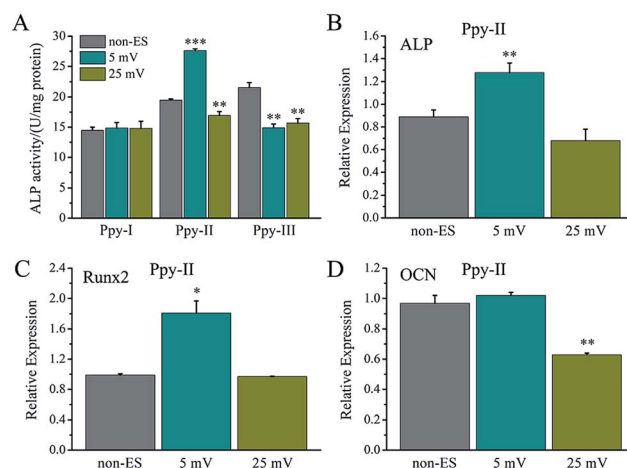 A
non-ES
5 mV
25 mV
ALP activity/(U/mg protein)
30
25
20
15
10
5
0
***
**
**
**
Ppy-I
Ppy-II
Ppy-III
B
Ppy-II
ALP
Relative Expression
1.6
1.4
1.2
1.0
0.8
0.6
0.4
0.2
0.0
**
non-ES
5 mV
25 mV
C
Ppy-II
Runx2
Relative Expression
2.4
2.0
1.6
1.2
0.8
0.4
0.0
*
non-ES
5 mV
25 mV
D
Ppy-II
OCN
Relative Expression
1.2
1.0
0.8
0.6
0.4
0.2
0.0
**
non-ES
5 mV
25 mV